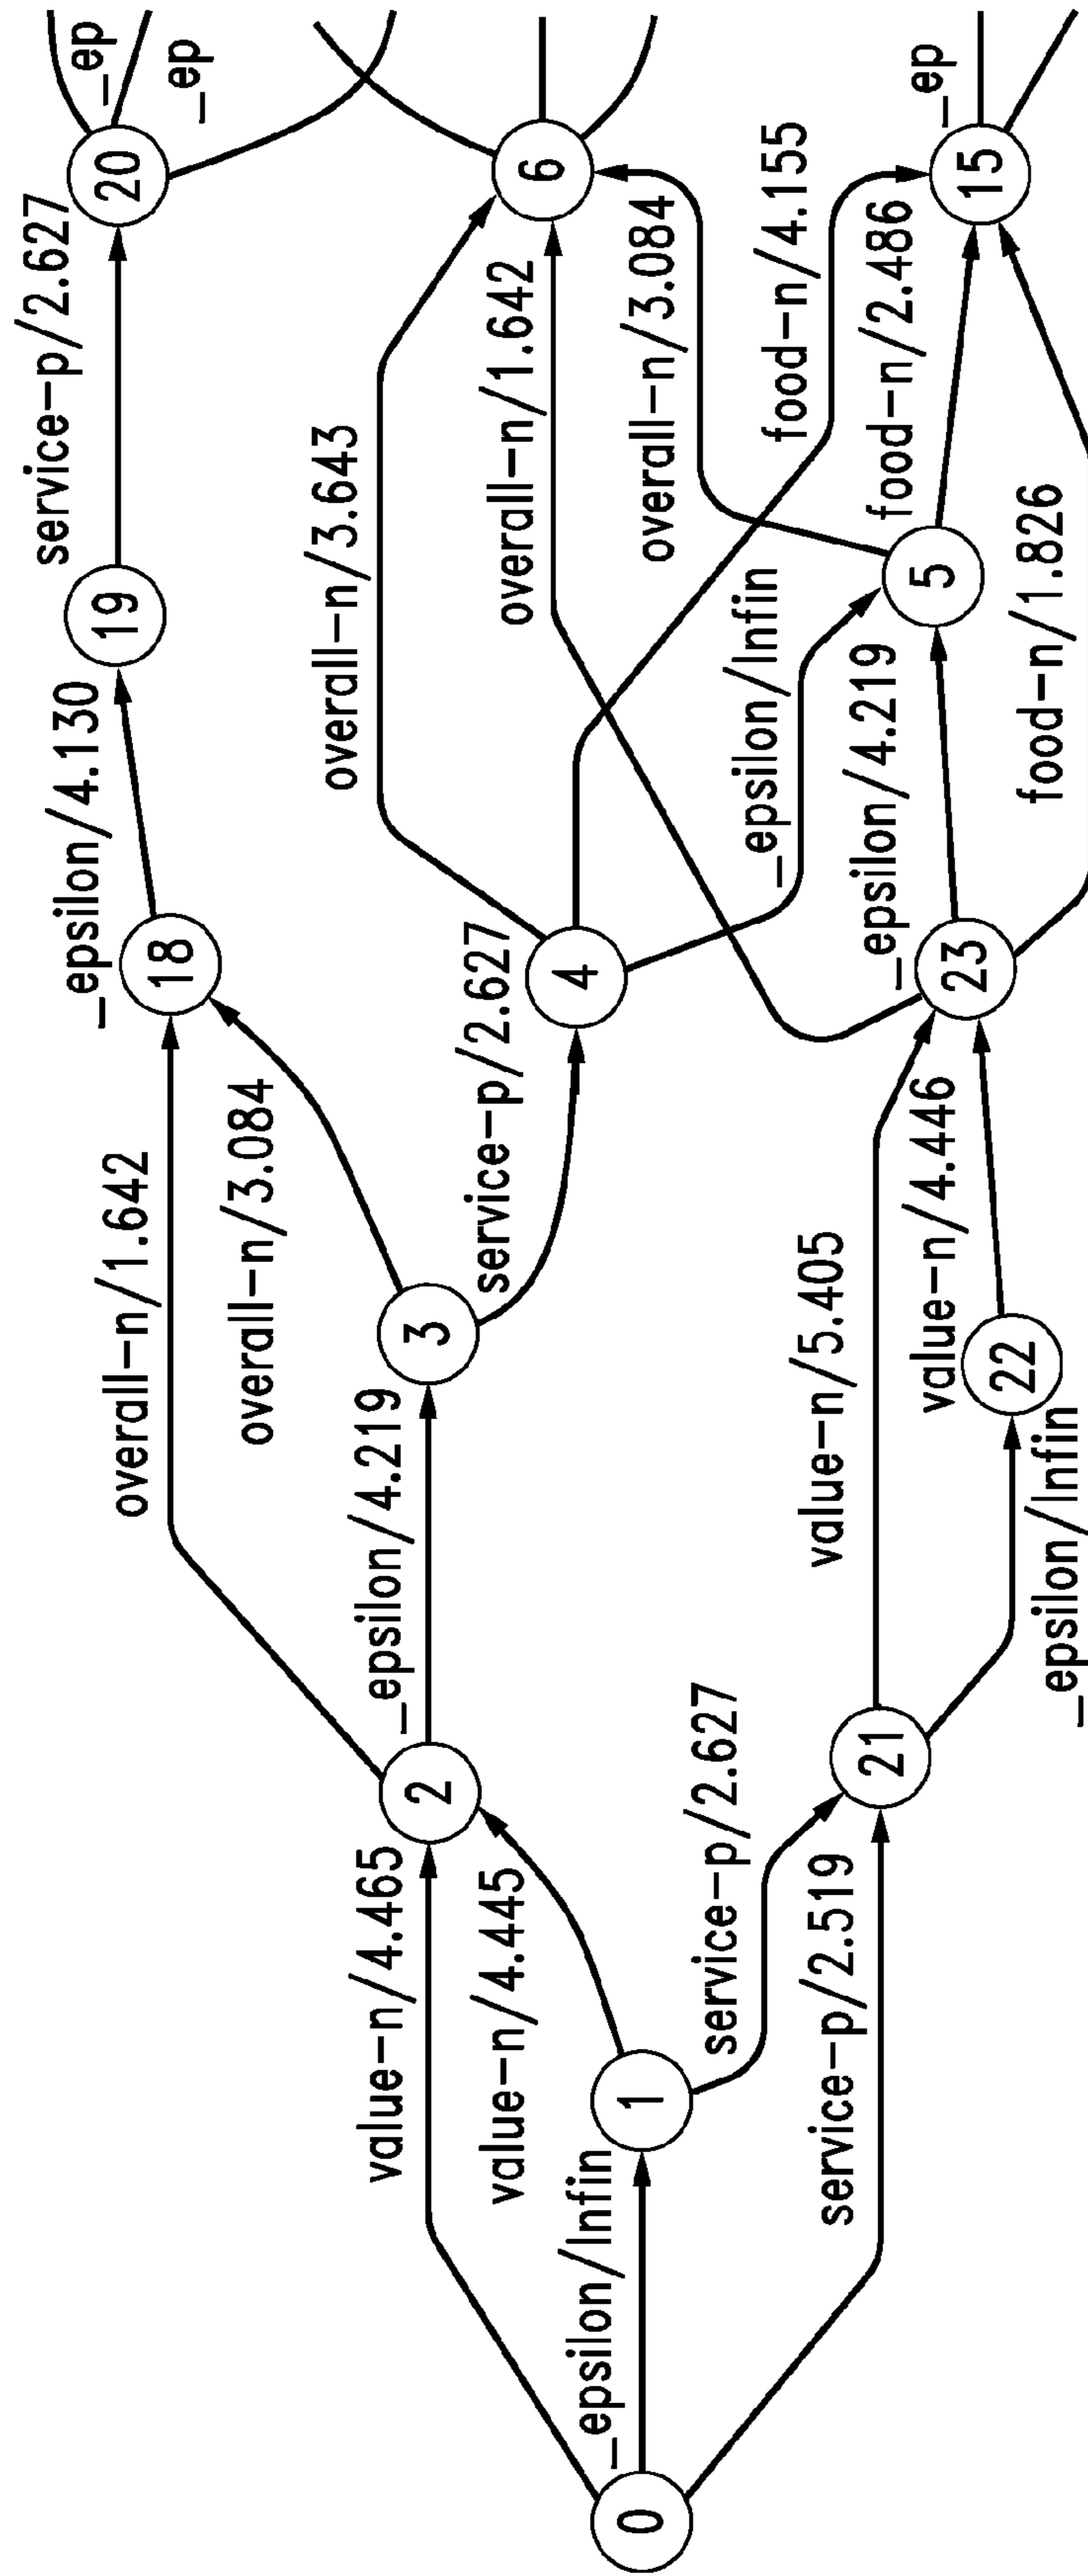 0
_epsilon/Infin
value-n/4.465
value-n/4.445
1
service-p/2.627
service-p/2.519
2
21
overall-n/1.642
_epsilon/4.219
value-n/5.405
_epsilon/Infin
3
22
overall-n/3.084
service-p/2.627
value-n/4.446
18
4
23
_epsilon/4.130
overall-n/3.643
_epsilon/Infin
_epsilon/4.219
food-n/1.826
19
5
service-p/2.627
overall-n/1.642
overall-n/3.084
food-n/4.155
food-n/2.486
20
6
15
_ep
_ep
_ep